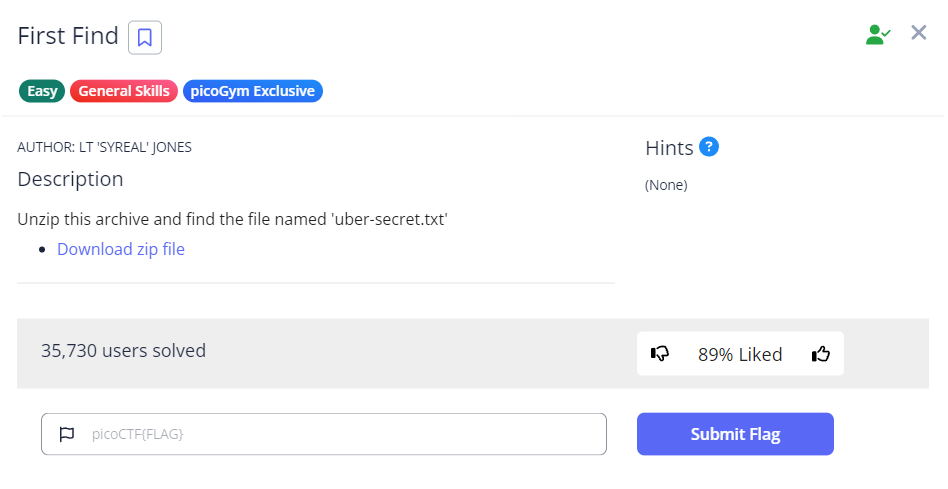 First Find
Easy General Skills picoGym Exclusive
AUTHOR: LT 'SYREAL' JONES
Description
Unzip this archive and find the file named 'uber-secret.txt'
Download zip file
Hints ?
(None)
35,730 users solved
89% Liked
picoCTF{FLAG}
Submit Flag